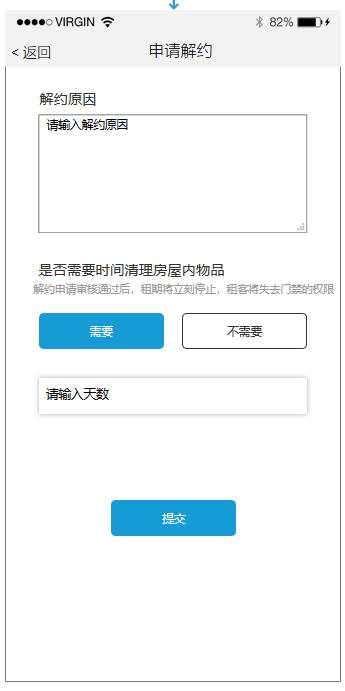 VIRGIN 82%
< 返回 申请解约
解约原因
请输入解约原因
是否需要时间清理房屋内物品
解约申请审核通过后，租期将立刻停止，租客将失去门禁的权限
需要 不需要
请输入天数
提交